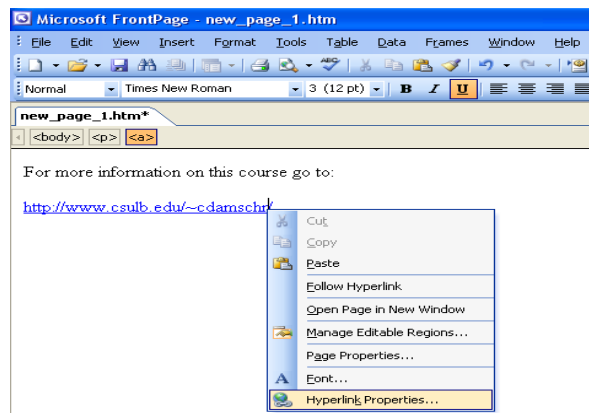 Microsoft FrontPage - new_page_1.htm
File Edit View Insert Format Tools Table Data Frames Window Help
Normal Times New Roman 3 (12 pt) B I U
new_page_1.htm*
<body> <p> <a>
For more information on this course go to:
http://www.csulb.edu/~cdamschr/
Cut
Copy
Paste
Follow Hyperlink
Open Page in New Window
Manage Editable Regions...
Page Properties...
A Font...
Hyperlink Properties...